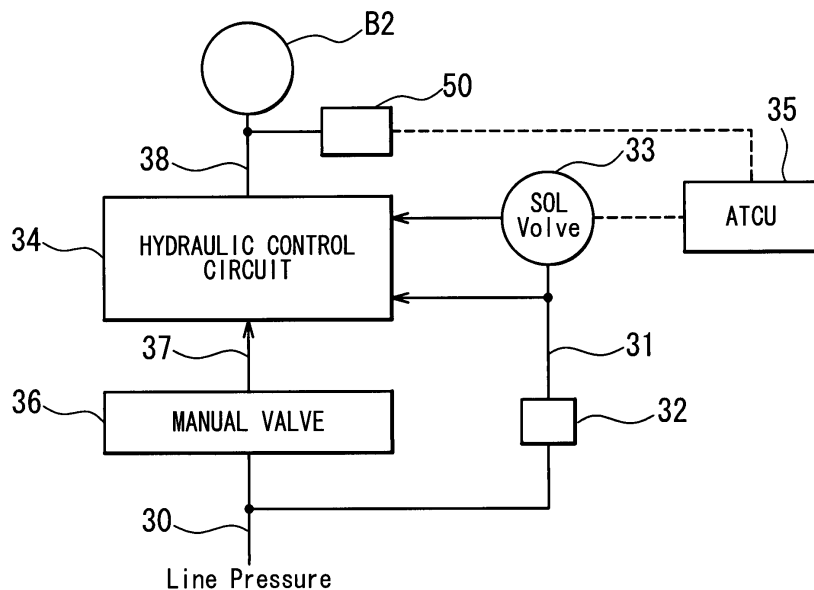 B2
50
35
33
38
SOL
Volve
ATCU
34
HYDRAULIC CONTROL
CIRCUIT
37
31
36
MANUAL VALVE
32
30
Line Pressure